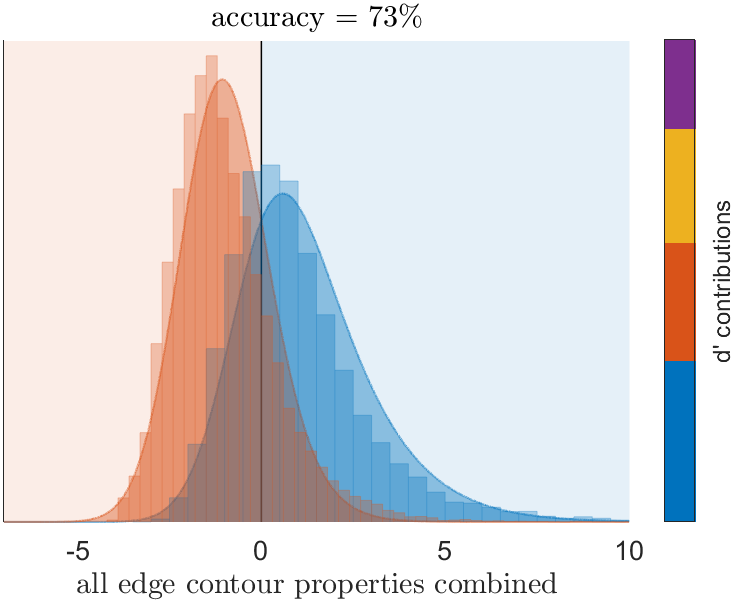 accuracy = 73%
d' contributions
-5 0 5 10
all edge contour properties combined